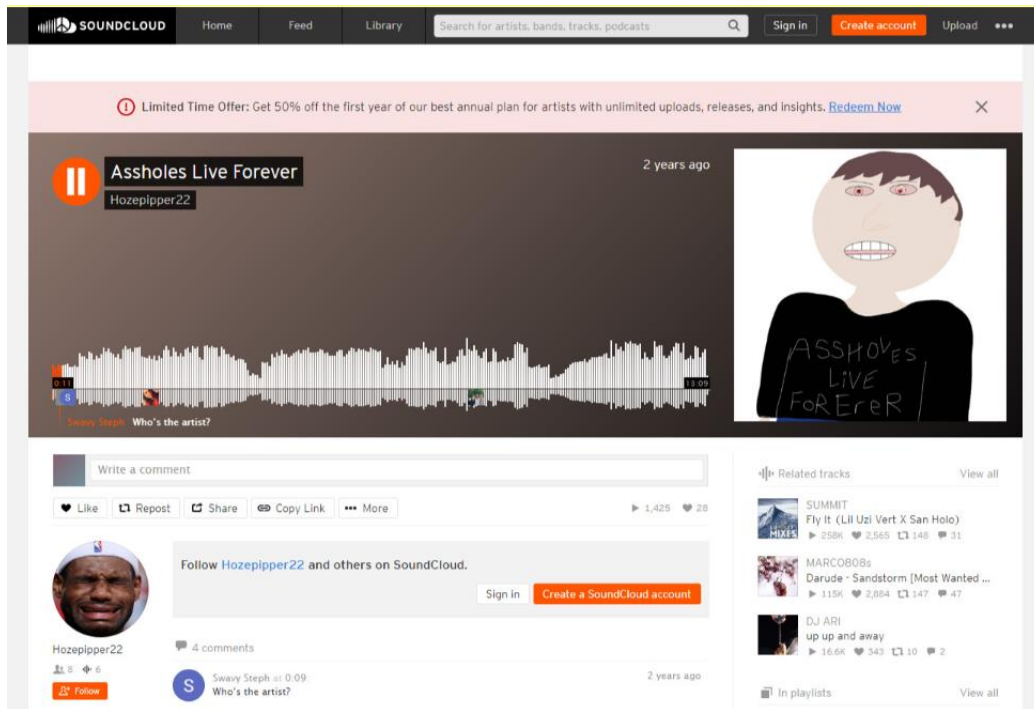 SOUNDCLOUD Home Feed Library Search for artists, bands, tracks, podcasts Sign in Create account Upload
Limited Time Offer: Get 50% off the first year of our best annual plan for artists with unlimited uploads, releases, and insights. Redeem Now
Assholes Live Forever
Hozepipper22
2 years ago
ASSHOVES
LiVE
FoRErer
0:11
13:09
S
Swavy Steph Who's the artist?
Write a comment
Like Repost Share Copy Link More
1,425 28
Follow Hozepipper22 and others on SoundCloud.
Sign in Create a SoundCloud account
Hozepipper22
8 6
Follow
4 comments
S
Swavy Steph at 0:09:
Who's the artist?
2 years ago
Related tracks View all
MIXES
SUMMIT
Fly It (Lil Uzi Vert X San Holo)
258K 2,565 148 31
MARCO808s
Darude - Sandstorm [Most Wanted ...
115K 2,884 147 47
DJ ARI
up up and away
16.6K 343 10 2
In playlists View all